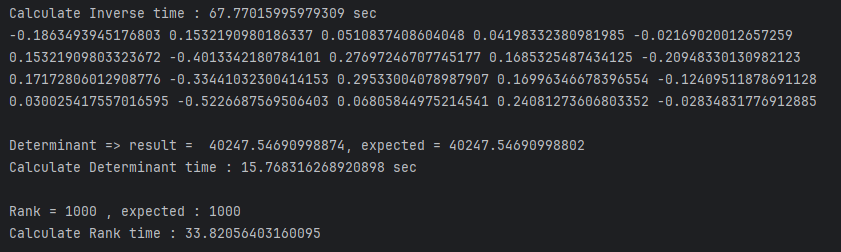 Calculate Inverse time : 67.77015995979309 sec
-0.1863493945176803 0.1532190980186337 0.0510837408604048 0.04198332380981985 -0.02169020012657259
0.15321909803323672 -0.4013342180784101 0.27697246707745177 0.1685325487434125 -0.20948330130982123
0.17172806012908776 -0.33441032300414153 0.29533004078987907 0.16996346678396554 -0.12409511878691128
0.030025417557016595 -0.5226687569506403 0.06805844975214541 0.24081273606803352 -0.02834831776912885
Determinant => result =  40247.54690998874, expected = 40247.54690998802
Calculate Determinant time : 15.768316268920898 sec
Rank = 1000 , expected : 1000
Calculate Rank time : 33.82056403160095